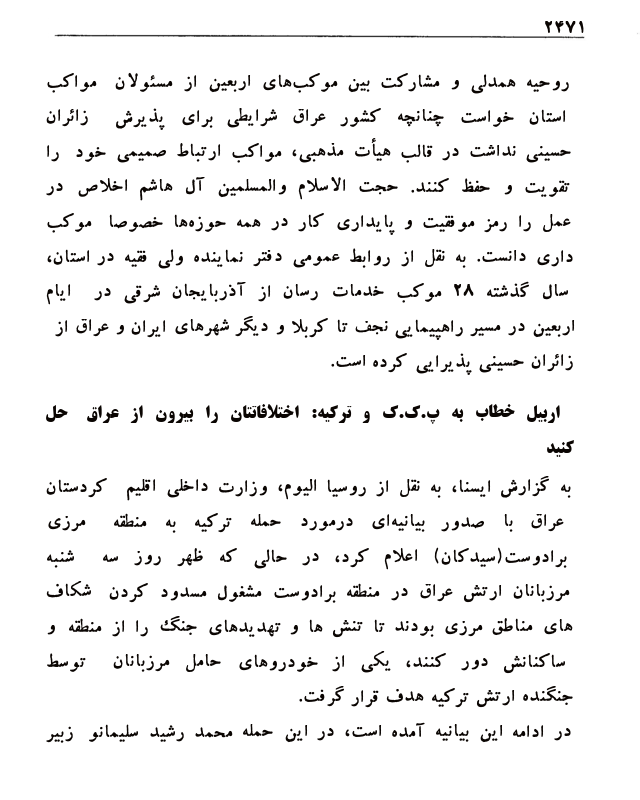 ۲۴۷۱
روحیه همدلی و مشارکت بین موکب‌های اربعین از مسئولان مواکب
استان خواست چنانچه کشور عراق شرایطی برای پذیرش زائران
حسینی نداشت در قالب هیأت مذهبی، مواکب ارتباط صمیمی خود را
تقویت و حفظ کنند. حجت الاسلام والمسلمین آل هاشم اخلاص در
عمل را رمز موفقیت و پایداری کار در همه حوزه‌ها خصوصا موکب
داری دانست. به نقل از روابط عمومی دفتر نماینده ولی فقیه در استان،
سال گذشته ۲۸ موکب خدمات رسان از آذربایجان شرقی در ایام
اربعین در مسیر راهپیمایی نجف تا کربلا و دیگر شهرهای ایران و عراق از
زائران حسینی پذیرایی کرده است.
اربیل خطاب به پ.ک.ک و ترکیه: اختلافاتتان را بیرون از عراق حل
کنید
به گزارش ایسنا، به نقل از روسیا الیوم، وزارت داخلی اقلیم کردستان
عراق با صدور بیانیه‌ای درمورد حمله ترکیه به منطقه مرزی
برادوست(سیدکان) اعلام کرد، در حالی که ظهر روز سه شنبه
مرزبانان ارتش عراق در منطقه برادوست مشغول مسدود کردن شکاف
های مناطق مرزی بودند تا تنش ها و تهدیدهای جنگ را از منطقه و
ساکنانش دور کنند، یکی از خودروهای حامل مرزبانان توسط
جنگنده ارتش ترکیه هدف قرار گرفت.
در ادامه این بیانیه آمده است، در این حمله محمد رشید سلیمانو زبیر